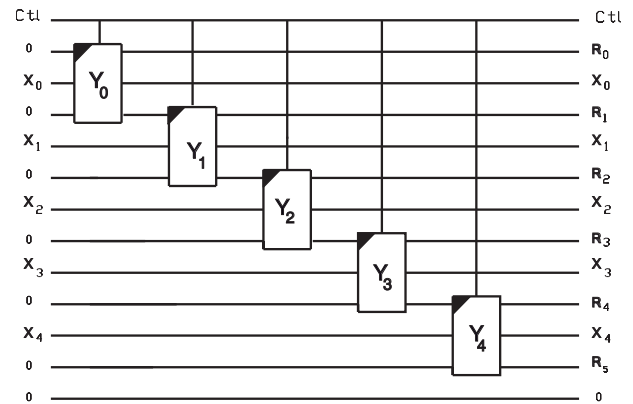 Ctl Ctl
0 R0
X0 Y0 X0
0 R1
X1 Y1 X1
0 R2
X2 Y2 X2
0 R3
X3 Y3 X3
0 R4
X4 Y4 X4
0 R5
0 0